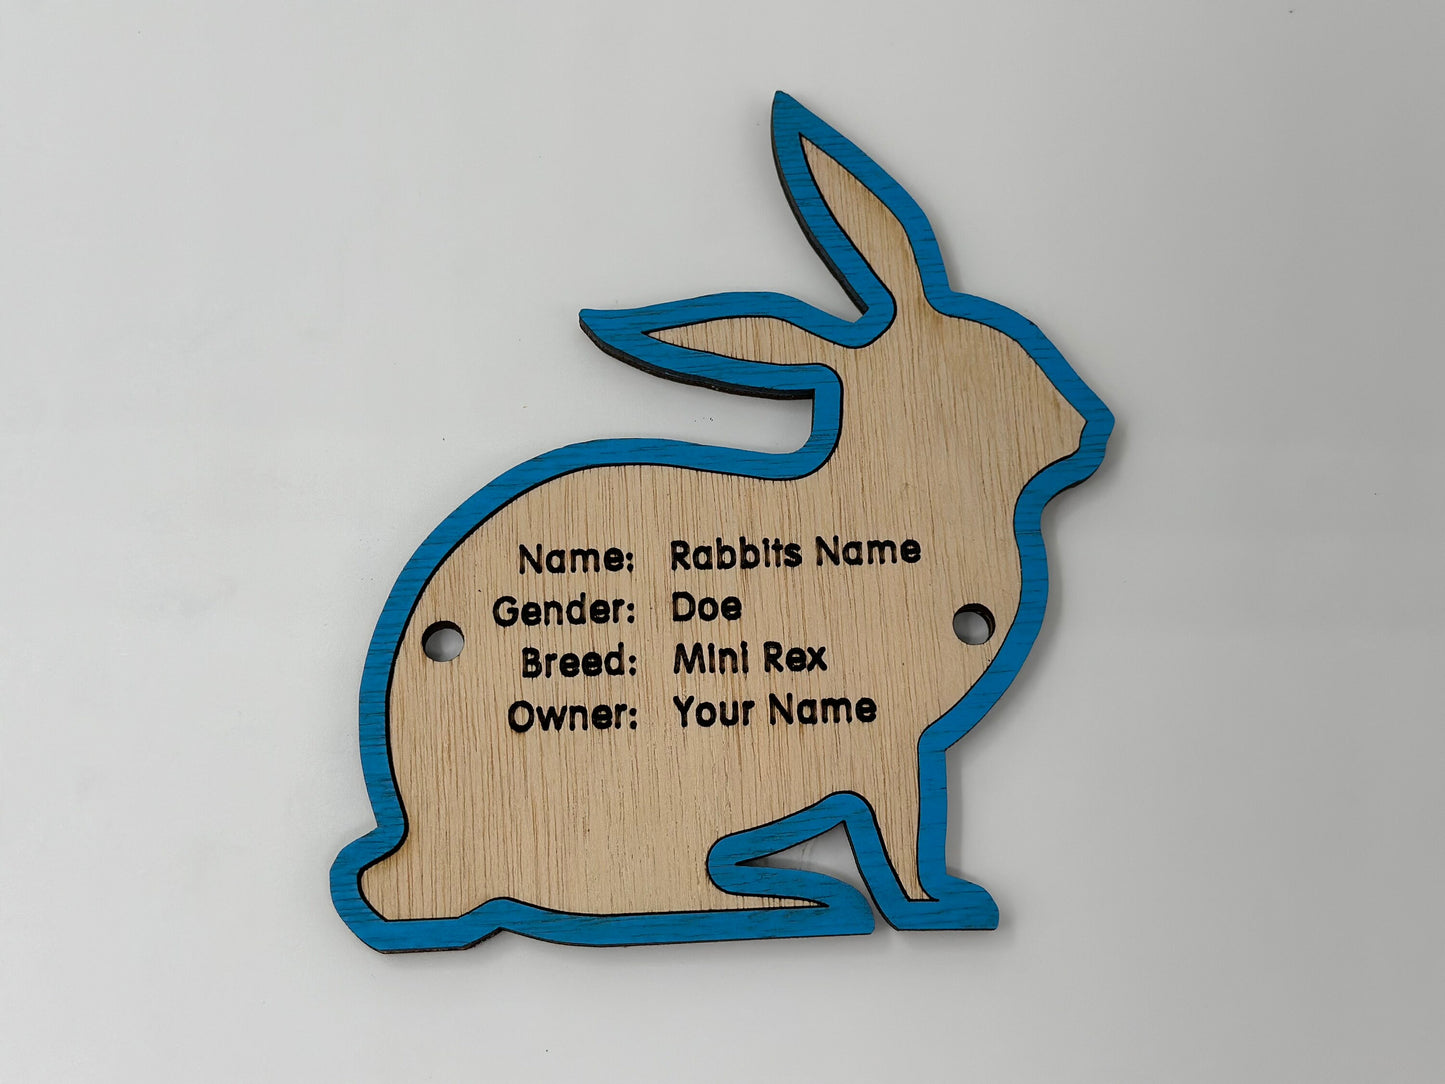 Name: Rabbits Name
Gender: Doe
Breed: Mini Rex
Owner: Your Name